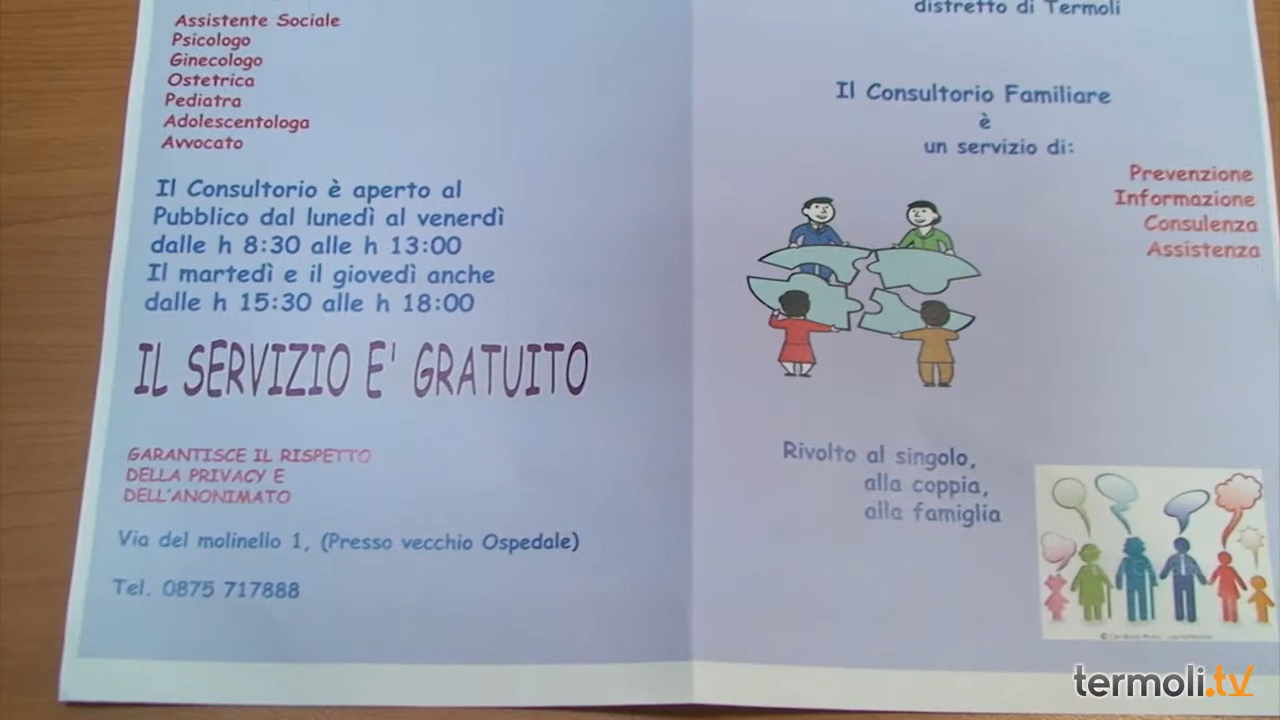 Assistente Sociale
Psicologo
Ginecologo
Ostetrica
Pediatra
Adolescentologa
Avvocato
Il Consultorio è aperto al
Pubblico dal lunedì al venerdì
dalle h 8:30 alle h 13:00
Il martedì e il giovedì anche
dalle h 15:30 alle h 18:00
IL SERVIZIO E' GRATUITO
GARANTISCE IL RISPETTO
DELLA PRIVACY E
DELL'ANONIMATO
Via del molinello 1, (Presso vecchio Ospedale)
Tel. 0875 717888
distretto di Termoli
Il Consultorio Familiare
è
un servizio di:
Prevenzione
Informazione
Consulenza
Assistenza
Rivolto al singolo,
alla coppia,
alla famiglia
termoli.tv